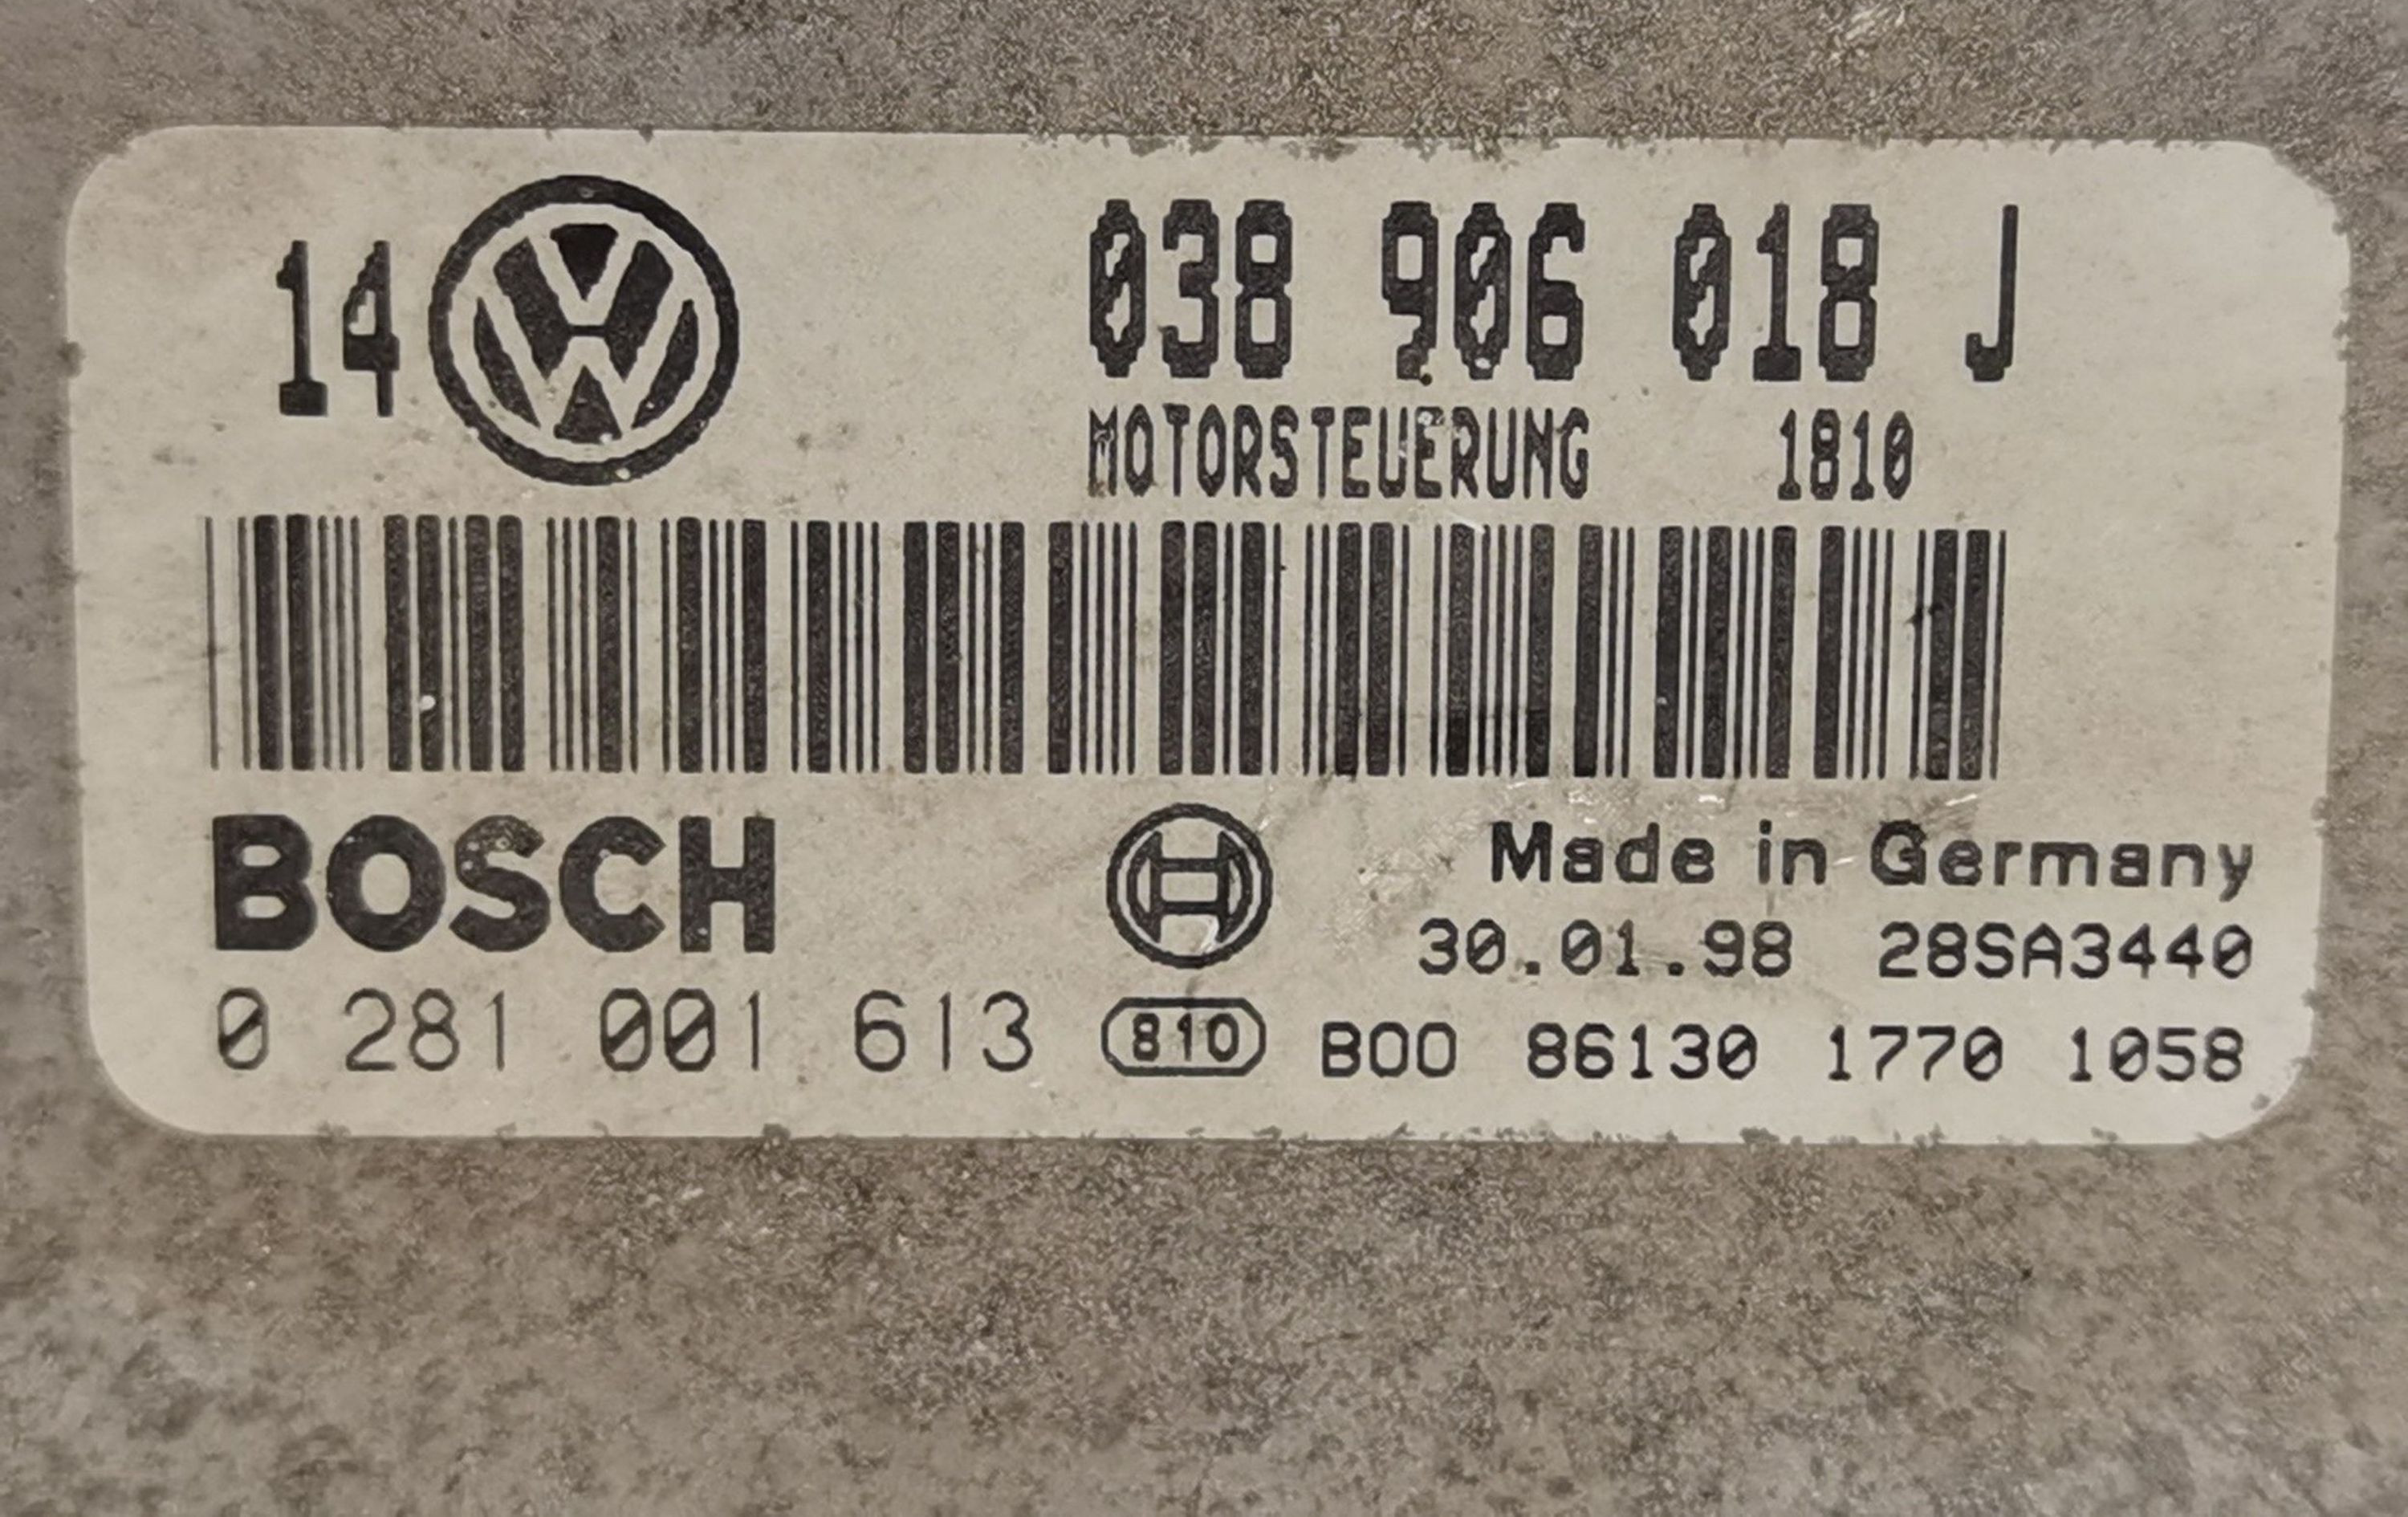 14 038 906 018 J
MOTORSTEUERUNG 1810
BOSCH Made in Germany
30.01.98 28SA3440
0 281 001 613 810 B00 86130 1770 1058